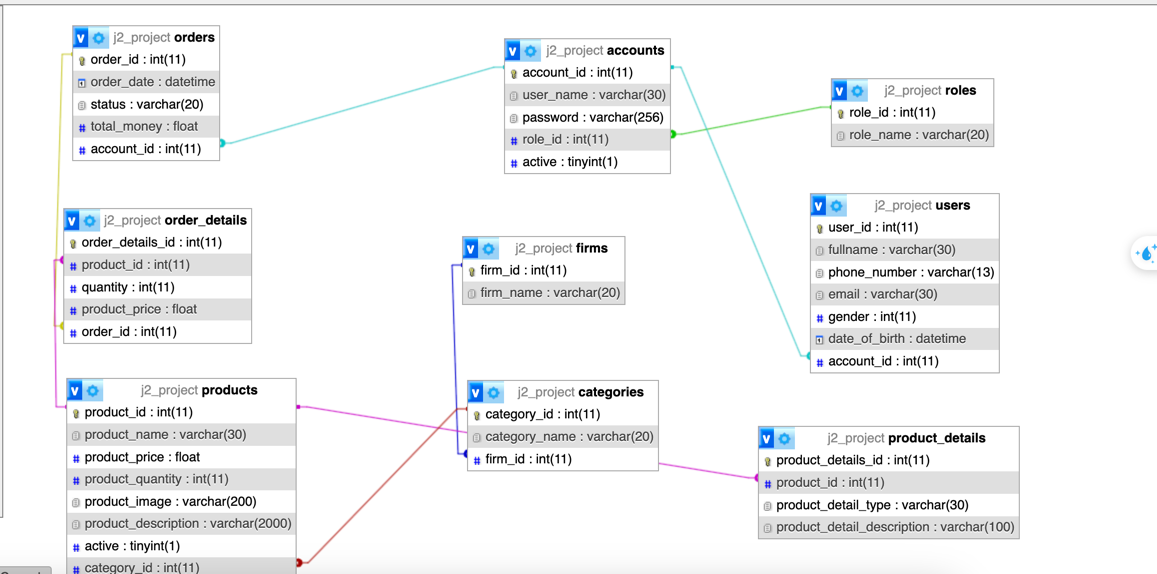 j2_project orders
order_id : int(11)
order_date : datetime
status : varchar(20)
total_money : float
account_id : int(11)
j2_project accounts
account_id : int(11)
user_name : varchar(30)
password : varchar(256)
role_id : int(11)
active : tinyint(1)
j2_project roles
role_id : int(11)
role_name : varchar(20)
j2_project order_details
order_details_id : int(11)
product_id : int(11)
quantity : int(11)
product_price : float
order_id : int(11)
j2_project firms
firm_id : int(11)
firm_name : varchar(20)
j2_project users
user_id : int(11)
fullname : varchar(30)
phone_number : varchar(13)
email : varchar(30)
gender : int(11)
date_of_birth : datetime
account_id : int(11)
j2_project products
product_id : int(11)
product_name : varchar(30)
product_price : float
product_quantity : int(11)
product_image : varchar(200)
product_description : varchar(2000)
active : tinyint(1)
category_id : int(11)
j2_project categories
category_id : int(11)
category_name : varchar(20)
firm_id : int(11)
j2_project product_details
product_details_id : int(11)
product_id : int(11)
product_detail_type : varchar(30)
product_detail_description : varchar(100)